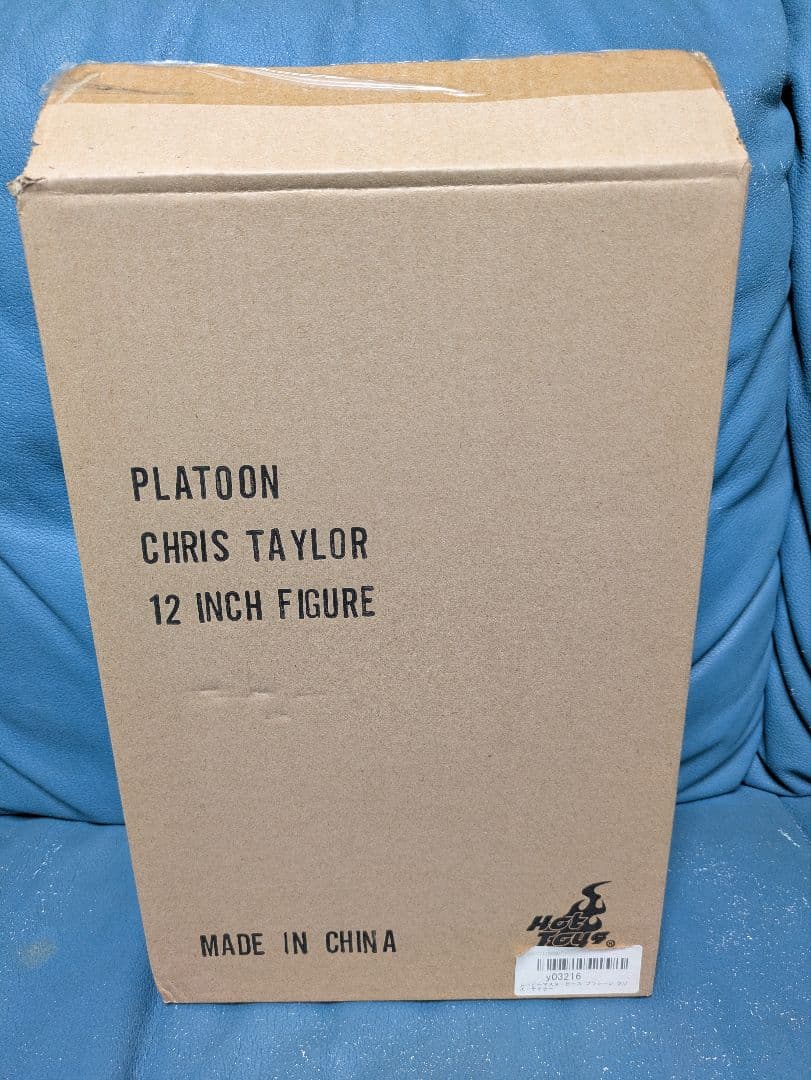 PLATOON
CHRIS TAYLOR
12 INCH FIGURE
MADE IN CHINA
Hot
Toys®
y03216